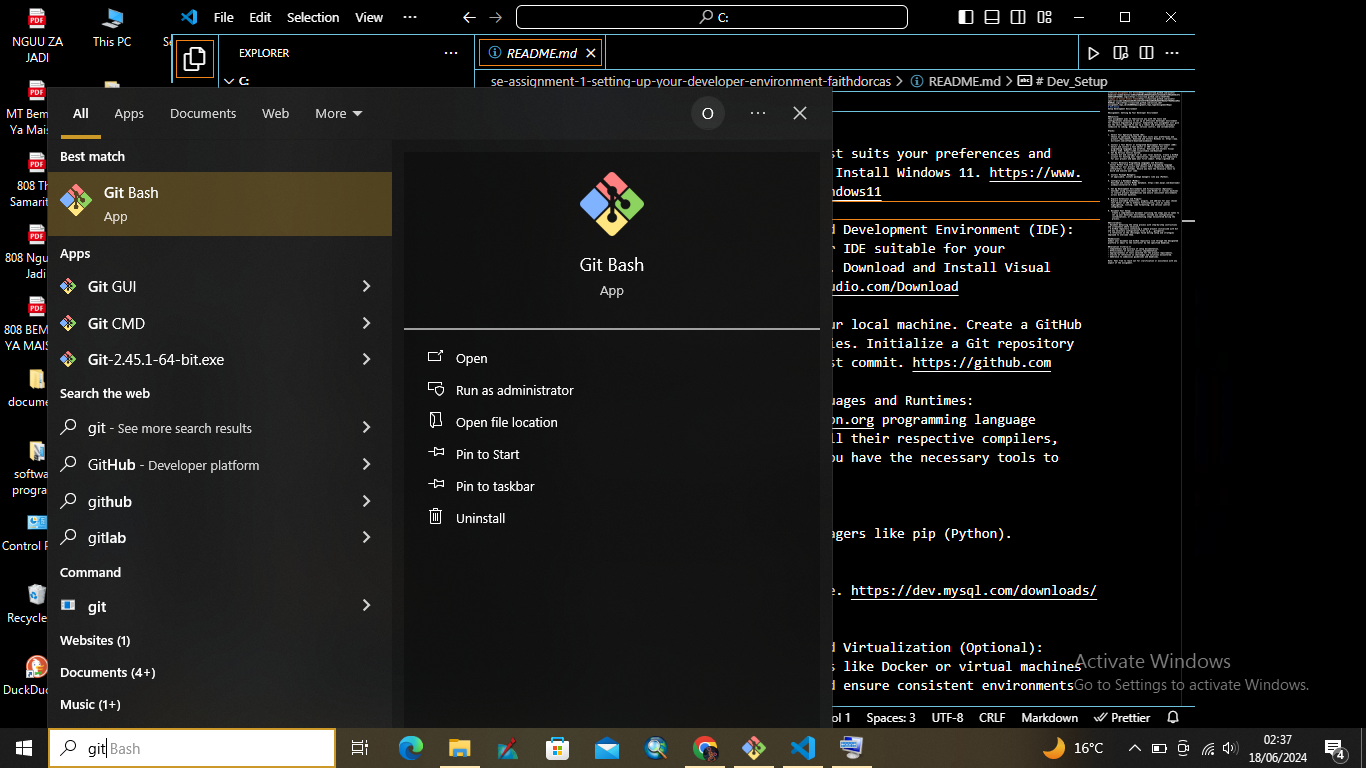 NGUU ZA
JADI
This PC
MT Bem
Ya Mais
808 Th
Samarit
808 Ngu
Jadi
808 BEM
YA MAIS
docume
softwa
progra
Control P
Recycle
DuckDuc
File Edit Selection View ···
C:
EXPLORER
C:
README.md
se-assignment-1-setting-up-your-developer-environment-faithdorcas > README.md > # Dev_Setup
st suits your preferences and
Install Windows 11. https://www.
ndows11
d Development Environment (IDE):
r IDE suitable for your
. Download and Install Visual
udio.com/Download
ur local machine. Create a GitHub
ies. Initialize a Git repository
st commit. https://github.com
uages and Runtimes:
on.org programming language
ll their respective compilers,
ou have the necessary tools to
agers like pip (Python).
e. https://dev.mysql.com/downloads/
d Virtualization (Optional):
s like Docker or virtual machines
d ensure consistent environments
Activate Windows
Go to Settings to activate Windows.
ol 1 Spaces: 3 UTF-8 CRLF Markdown Prettier
All Apps Documents Web More
O
Best match
Git Bash
App
Apps
Git GUI
Git CMD
Git-2.45.1-64-bit.exe
Search the web
git - See more search results
GitHub - Developer platform
github
gitlab
Command
git
Websites (1)
Documents (4+)
Music (1+)
Git Bash
App
Open
Run as administrator
Open file location
Pin to Start
Pin to taskbar
Uninstall
git Bash
16°C
02:37
18/06/2024
4